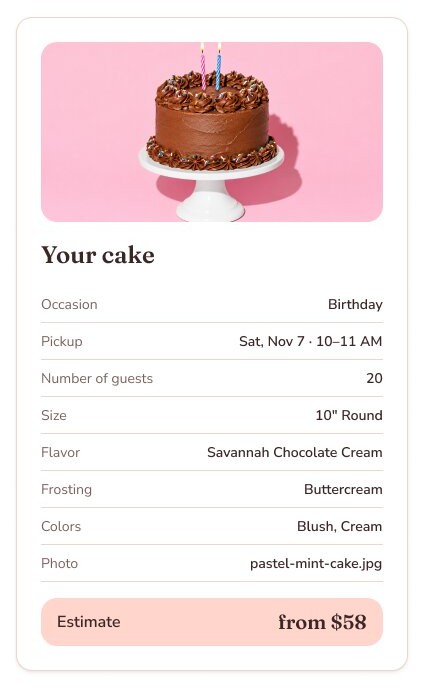 Your cake
Occasion Birthday
Pickup Sat, Nov 7 · 10–11 AM
Number of guests 20
Size 10" Round
Flavor Savannah Chocolate Cream
Frosting Buttercream
Colors Blush, Cream
Photo pastel-mint-cake.jpg
Estimate from $58